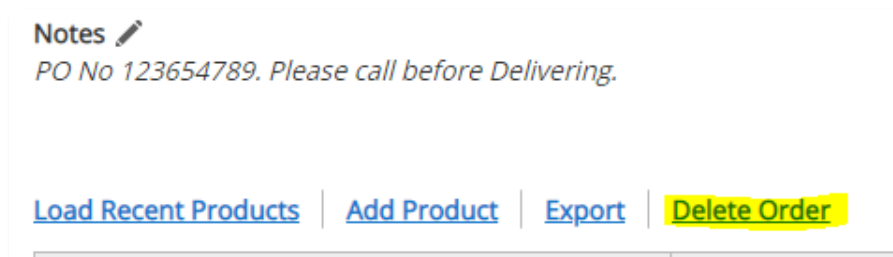 Notes
PO No 123654789. Please call before Delivering.
Load Recent Products | Add Product | Export | Delete Order